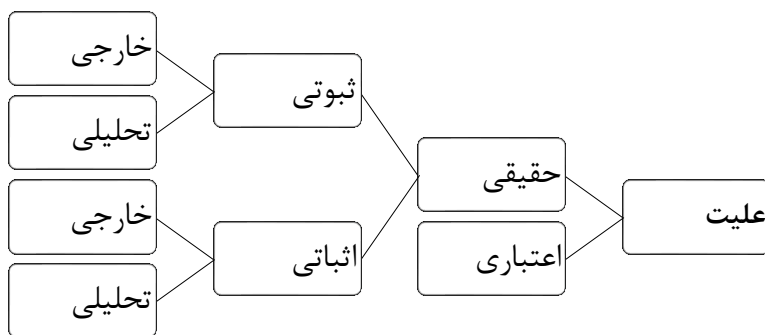 علیت
حقیقی
اعتباری
ثبوتی
اثباتی
خارجی
تحلیلی
خارجی
تحلیلی